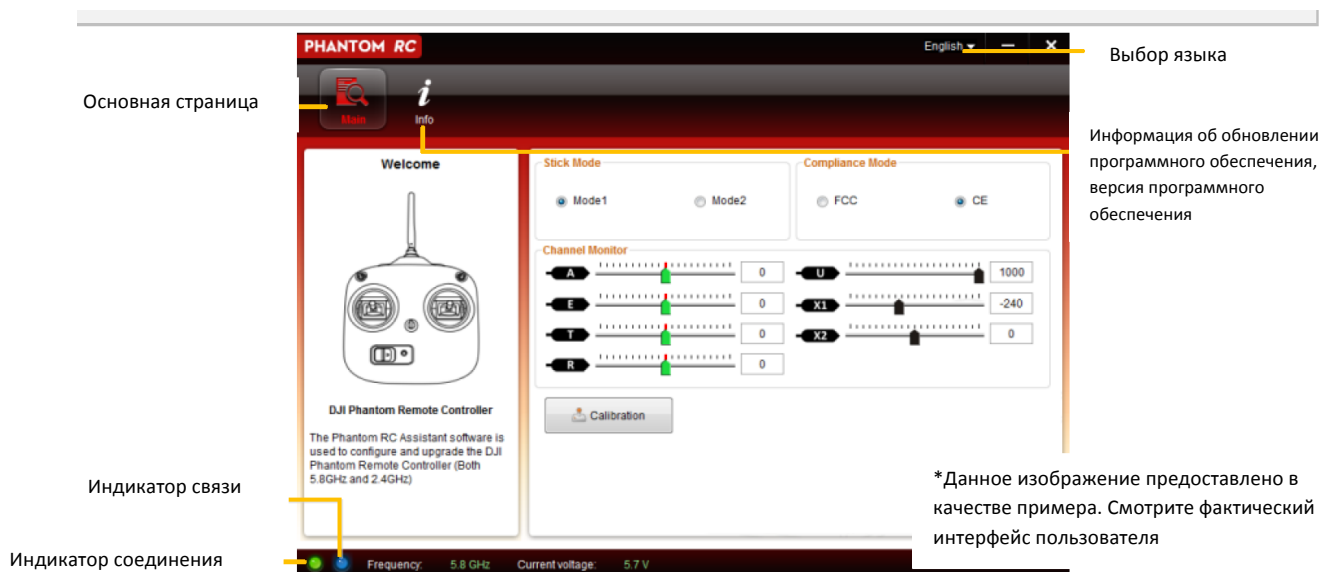 PHANTOM RC
English
Выбор языка
Основная страница
Main
Info
Информация об обновлении
программного обеспечения,
версия программного
обеспечения
Welcome
Stick Mode
Mode1
Mode2
Compliance Mode
FCC
CE
Channel Monitor
A
0
E
0
T
0
R
0
U
1000
X1
-240
X2
0
Calibration
DJI Phantom Remote Controller
The Phantom RC Assistant software is
used to configure and upgrade the DJI
Phantom Remote Controller (Both
5.8GHz and 2.4GHz)
*Данное изображение предоставлено в
качестве примера. Смотрите фактический
интерфейс пользователя
Индикатор связи
Индикатор соединения
Frequency: 5.8 GHz Current voltage: 5.7 V